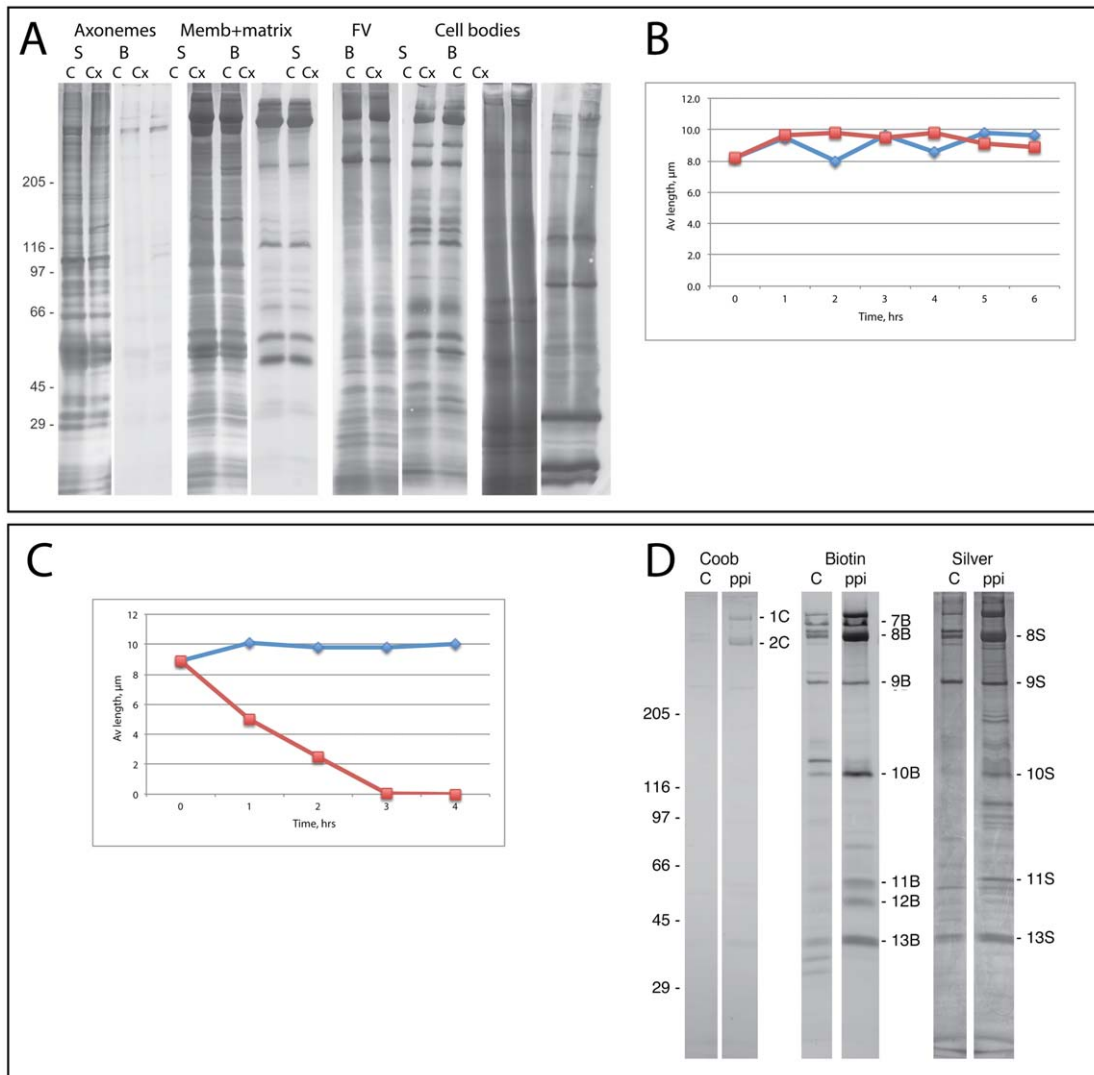 A
Axonemes Memb+matrix FV Cell bodies
S B S B S B S B
C Cx C Cx C Cx C Cx C Cx C Cx C Cx C Cx
205 -
116 -
97 -
66 -
45 -
29 -
B
12.0
10.0
8.0
6.0
4.0
2.0
0.0
Av length, µm
0 1 2 3 4 5 6
Time, hrs
C
12
10
8
6
4
2
0
Av length, µm
0 1 2 3 4
Time, hrs
D
Coob Biotin Silver
C ppi C ppi C ppi
205 -
116 -
97 -
66 -
45 -
29 -
- 1C
- 2C
- 7B
- 8B
- 9B
- 10B
- 11B
- 12B
- 13B
- 8S
- 9S
- 10S
- 11S
- 13S